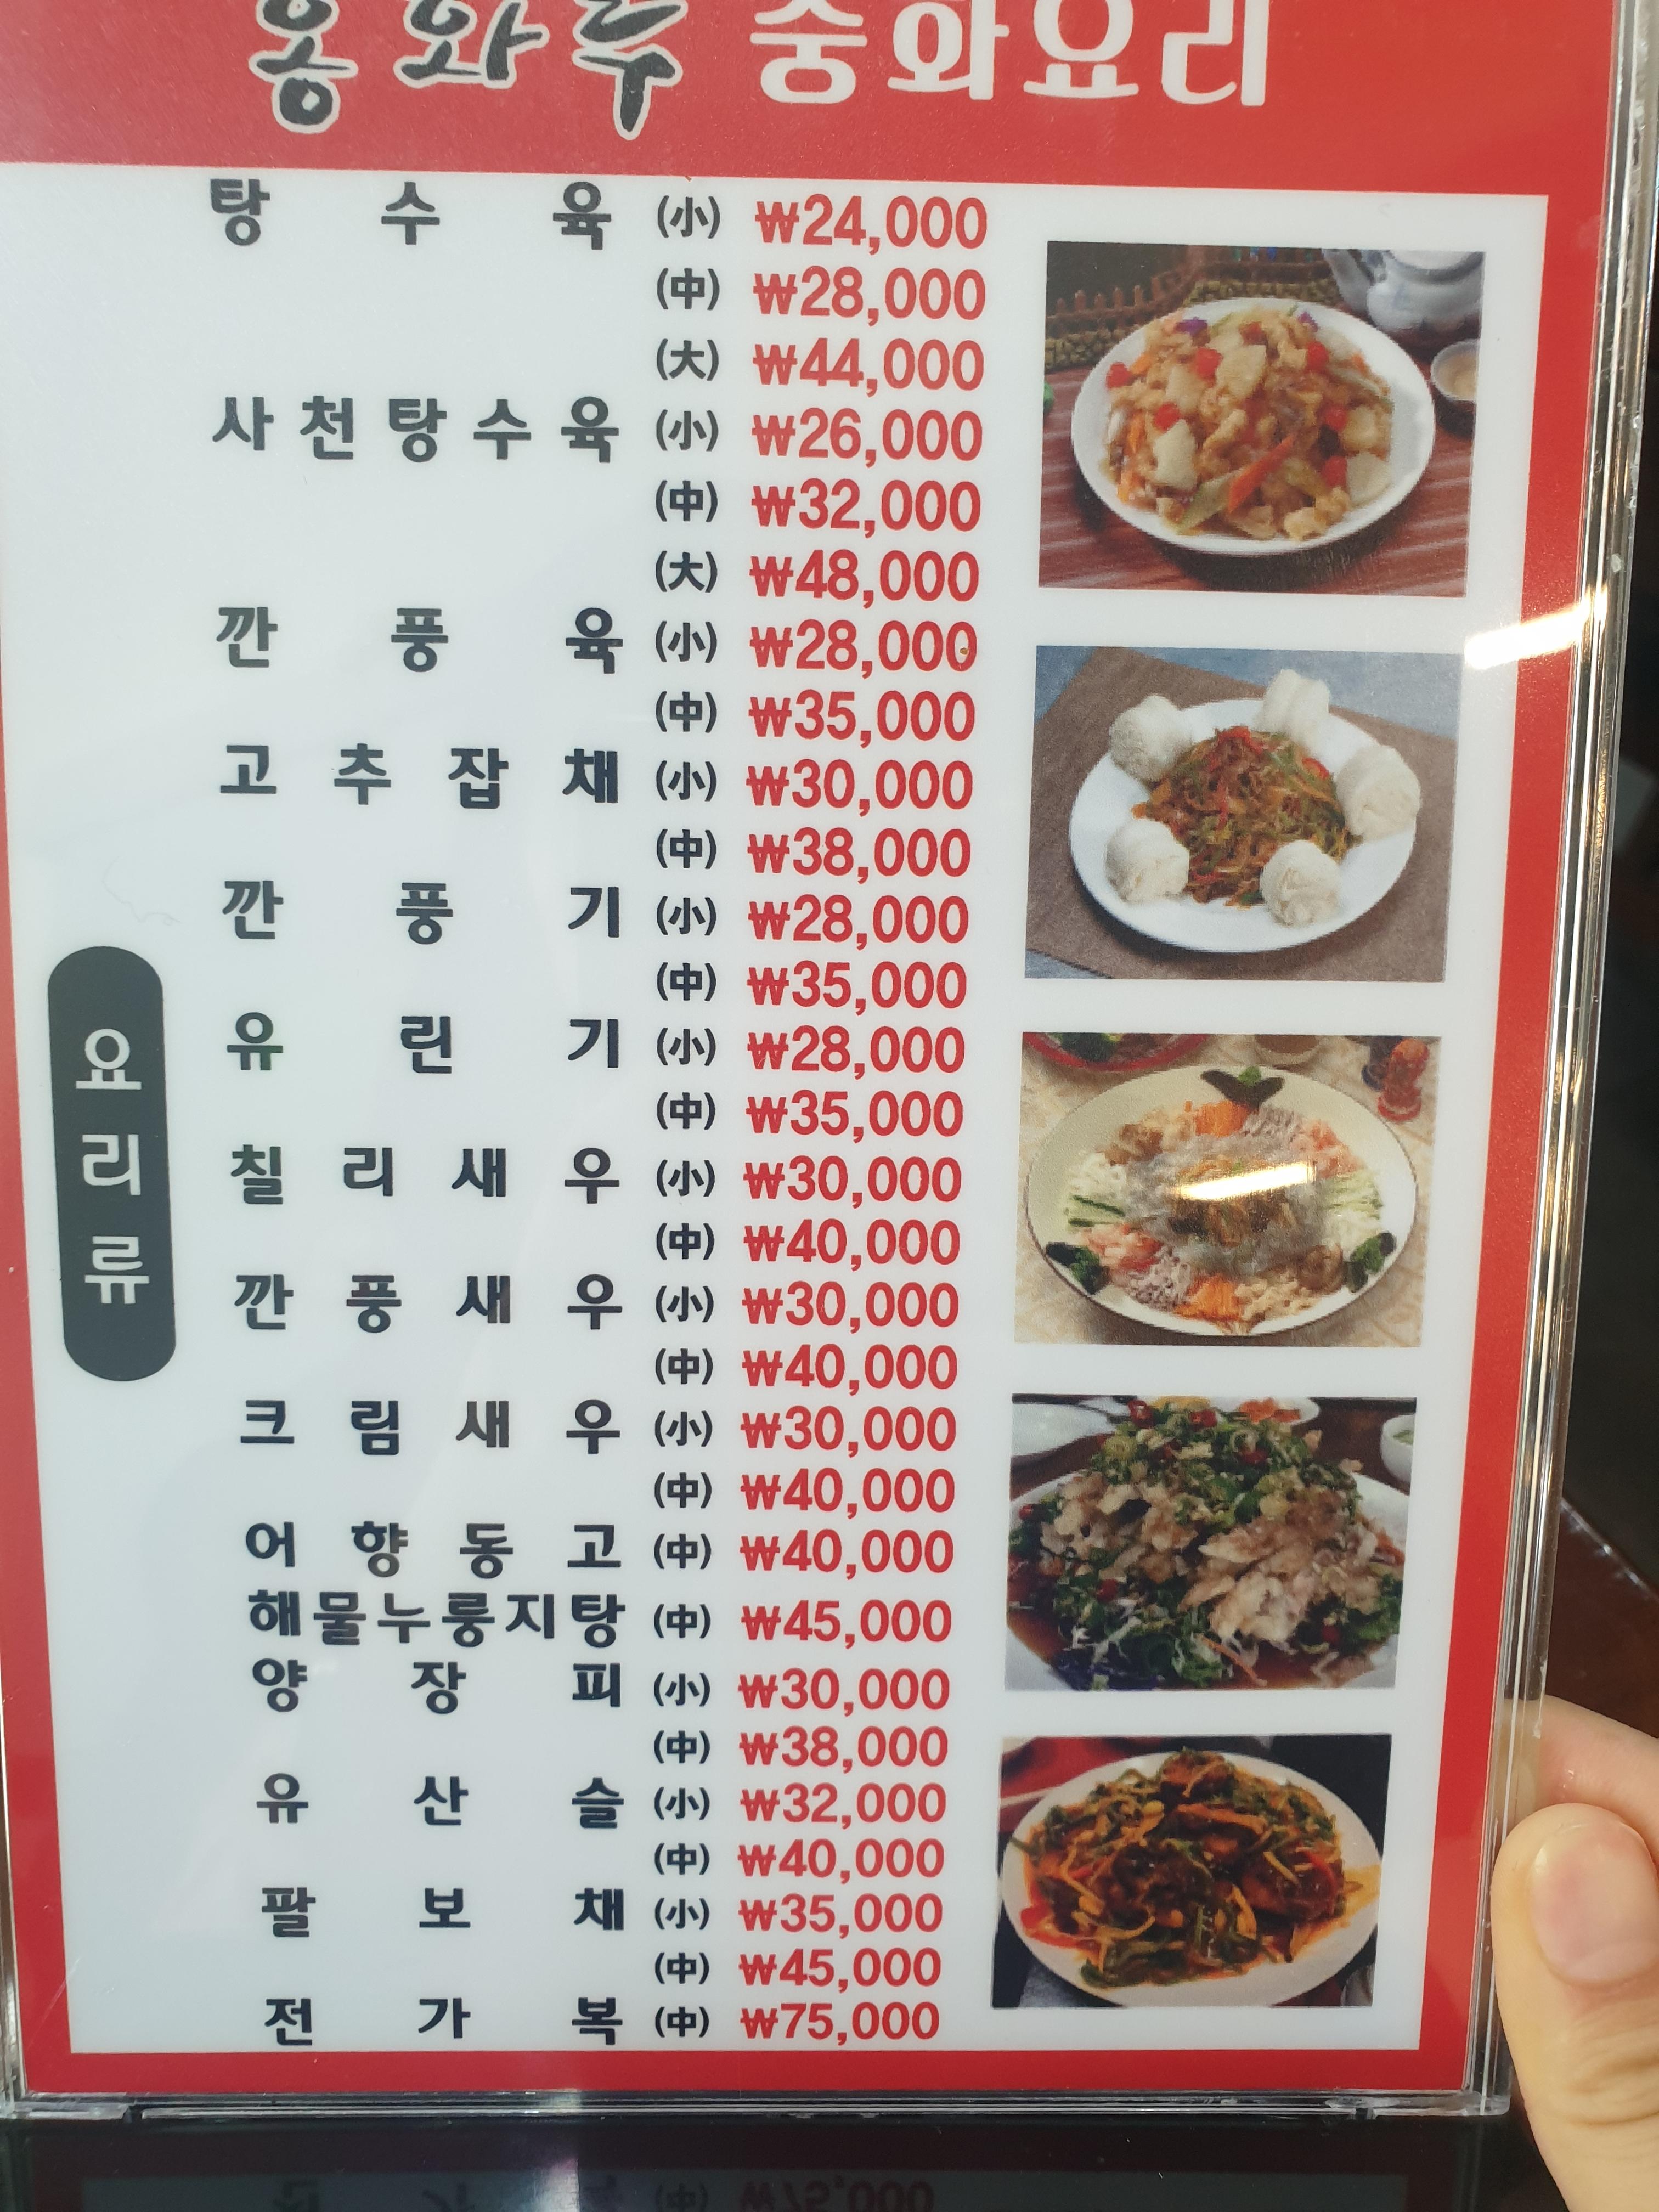 홍화루 중화요리
탕수육 (小) ₩24,000
(中) ₩28,000
(大) ₩44,000
사천탕수육 (小) ₩26,000
(中) ₩32,000
(大) ₩48,000
깐풍육 (小) ₩28,000
(中) ₩35,000
고추잡채 (小) ₩30,000
(中) ₩38,000
깐풍기 (小) ₩28,000
(中) ₩35,000
유린기 (小) ₩28,000
(中) ₩35,000
칠리새우 (小) ₩30,000
(中) ₩40,000
깐풍새우 (小) ₩30,000
(中) ₩40,000
크림새우 (小) ₩30,000
(中) ₩40,000
어향동고 (中) ₩40,000
해물누룽지탕 (中) ₩45,000
양장피 (小) ₩30,000
(中) ₩38,000
유산슬 (小) ₩32,000
(中) ₩40,000
팔보채 (小) ₩35,000
(中) ₩45,000
전가복 (中) ₩75,000
요리류